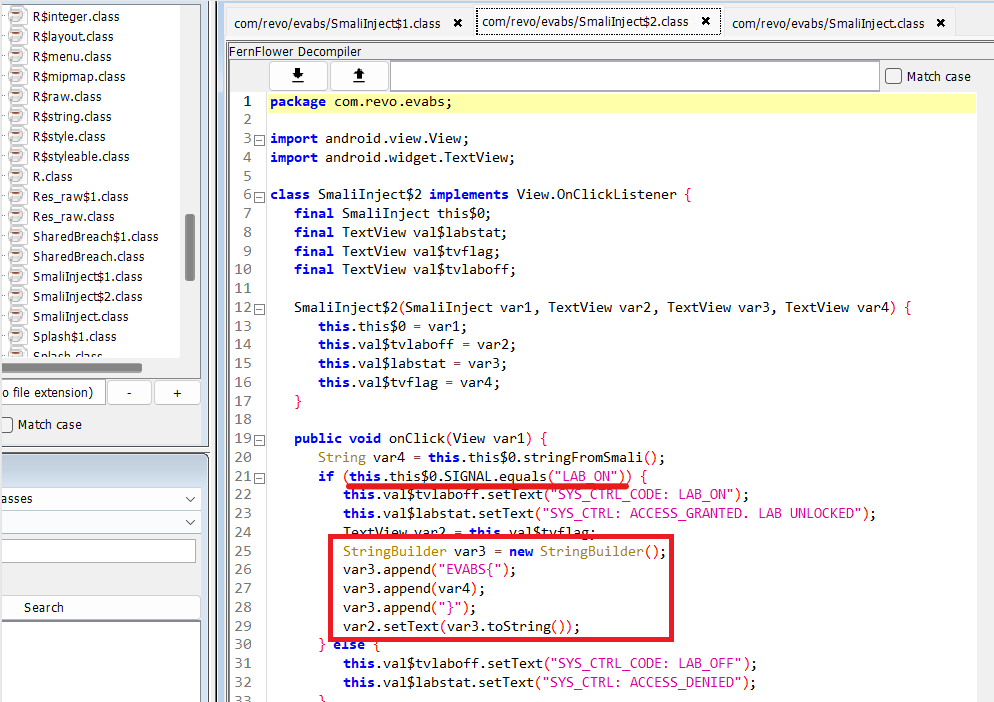 R$integer.class
R$layout.class
R$menu.class
R$mipmap.class
R$raw.class
R$string.class
R$style.class
R$styleable.class
R.class
Res_raw$1.class
Res_raw.class
SharedBreach$1.class
SharedBreach.class
SmaliInject$1.class
SmaliInject$2.class
SmaliInject.class
Splash$1.class
Splash.class
o file extension)
-
+
Match case
asses
Search
com/revo/evabs/SmaliInject$1.class ×
com/revo/evabs/SmaliInject$2.class ×
com/revo/evabs/SmaliInject.class ×
FernFlower Decompiler
Match case
1 package com.revo.evabs;
2
3 import android.view.View;
4 import android.widget.TextView;
5
6 class SmaliInject$2 implements View.OnClickListener {
7 final SmaliInject this$0;
8 final TextView val$labstat;
9 final TextView val$tvflag;
10 final TextView val$tvlaboff;
11
12 SmaliInject$2(SmaliInject var1, TextView var2, TextView var3, TextView var4) {
13 this.this$0 = var1;
14 this.val$tvlaboff = var2;
15 this.val$labstat = var3;
16 this.val$tvflag = var4;
17 }
18
19 public void onClick(View var1) {
20 String var4 = this.this$0.stringFromSmali();
21 if (this.this$0.SIGNAL.equals("LAB_ON")) {
22 this.val$tvlaboff.setText("SYS_CTRL_CODE: LAB_ON");
23 this.val$labstat.setText("SYS_CTRL: ACCESS_GRANTED. LAB UNLOCKED");
24 TextView var2 = this.val$tvflag;
25 StringBuilder var3 = new StringBuilder();
26 var3.append("EVABS{");
27 var3.append(var4);
28 var3.append("}");
29 var2.setText(var3.toString());
30 } else {
31 this.val$tvlaboff.setText("SYS_CTRL_CODE: LAB_OFF");
32 this.val$labstat.setText("SYS_CTRL: ACCESS_DENIED");
33 }